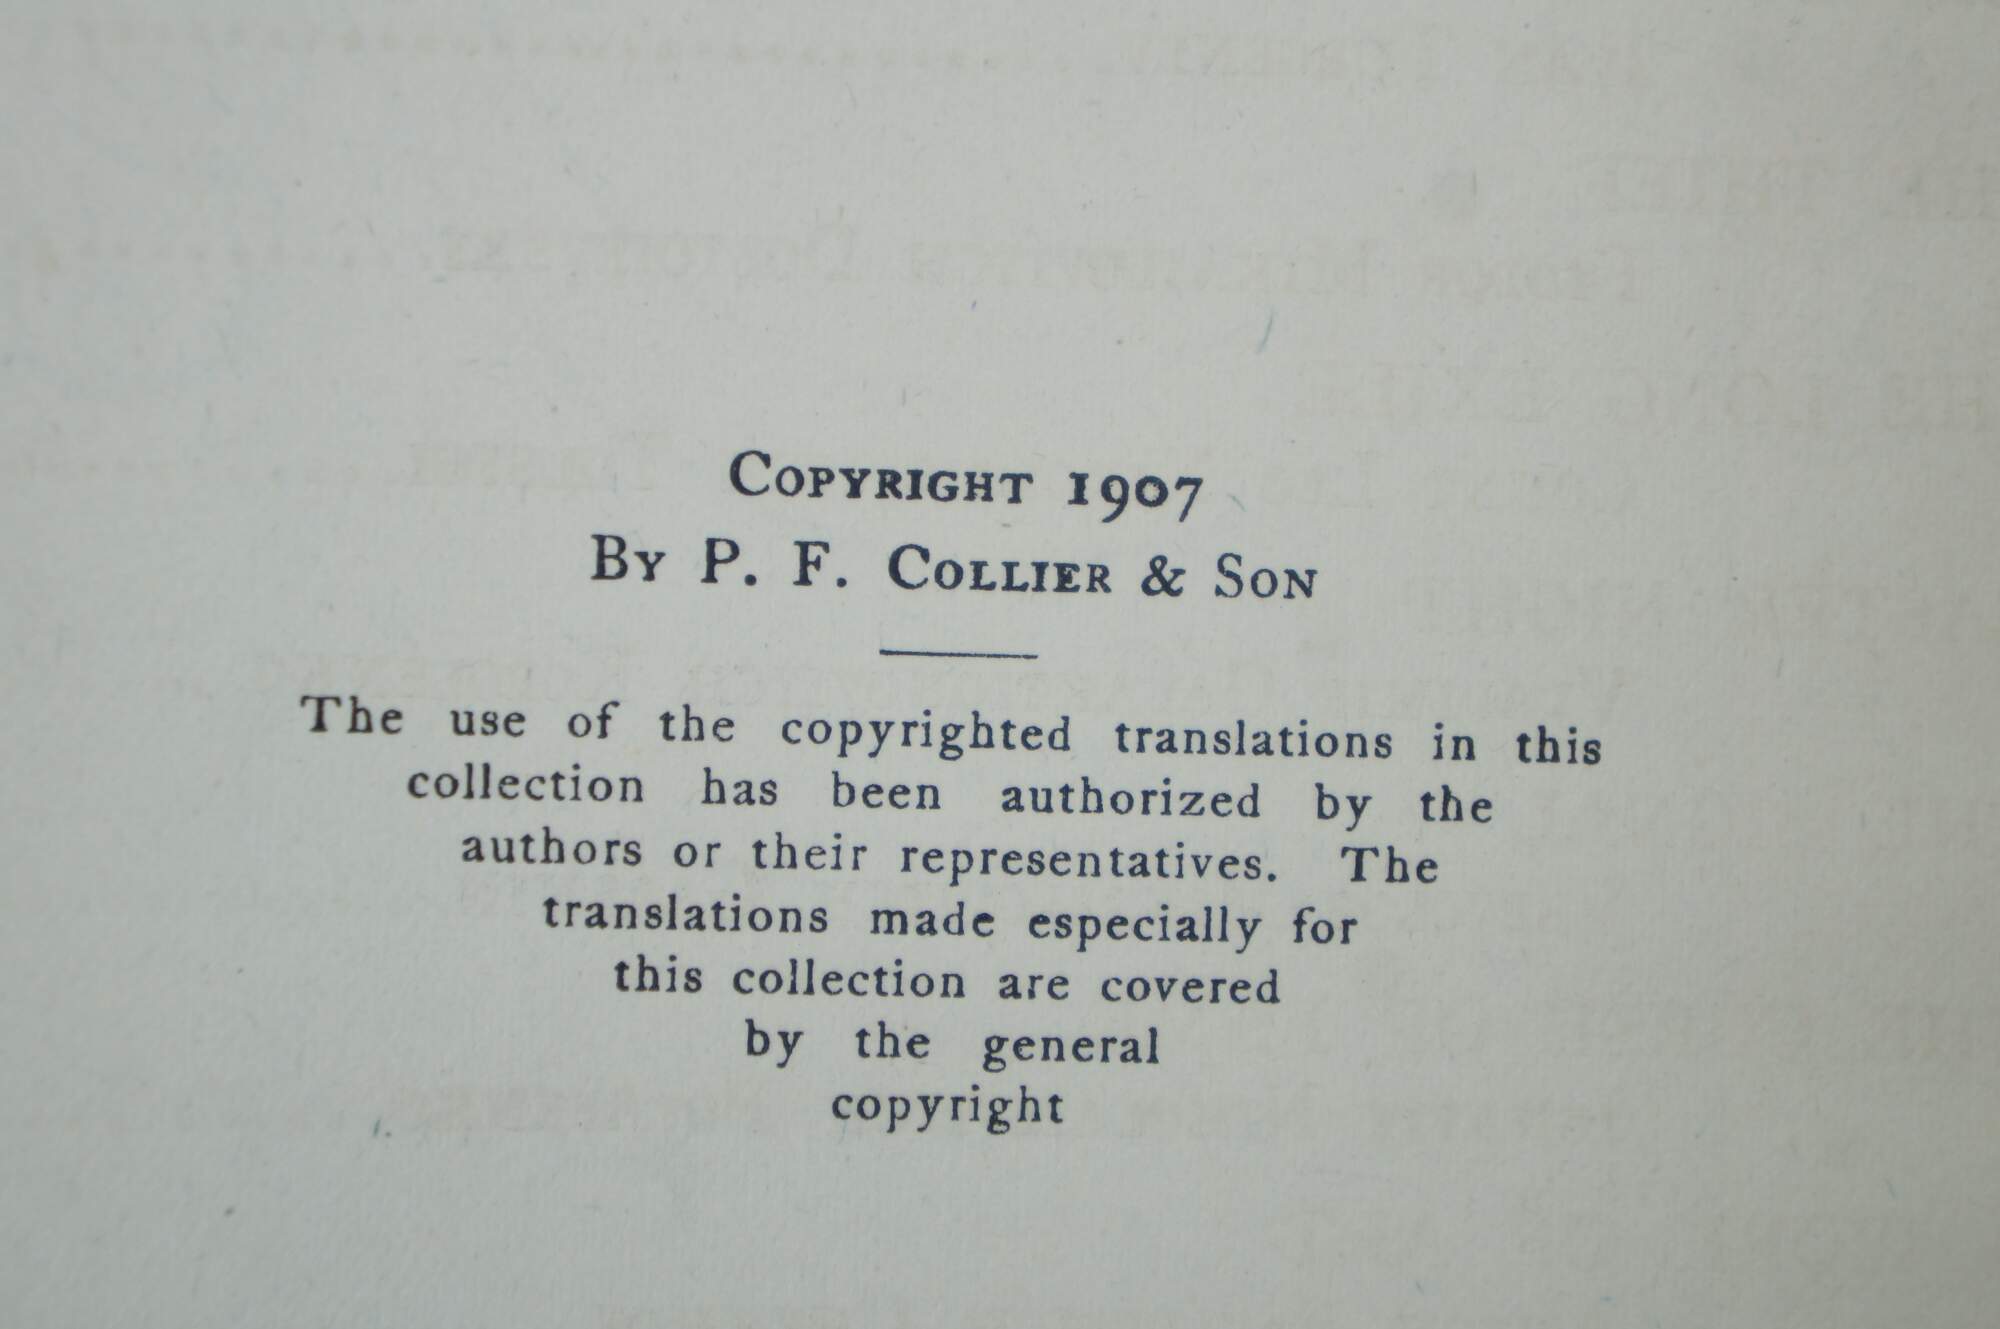 COPYRIGHT 1907
BY P. F. COLLIER & SON
The use of the copyrighted translations in this
collection has been authorized by the
authors or their representatives. The
translations made especially for
this collection are covered
by the general
copyright